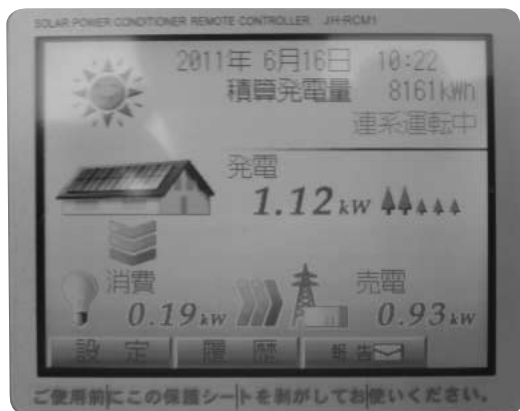 SOLAR POWER CONDITIONER REMOTE CONTROLLER JH-RCM1
2011年 6月16日 10:22
積算発電量 8161kWh
連系運転中
発電
1.12kW
消費
0.19kW
売電
0.93kW
設定 履歴 報告
ご使用前にこの保護シートを剥がしてお使いください。